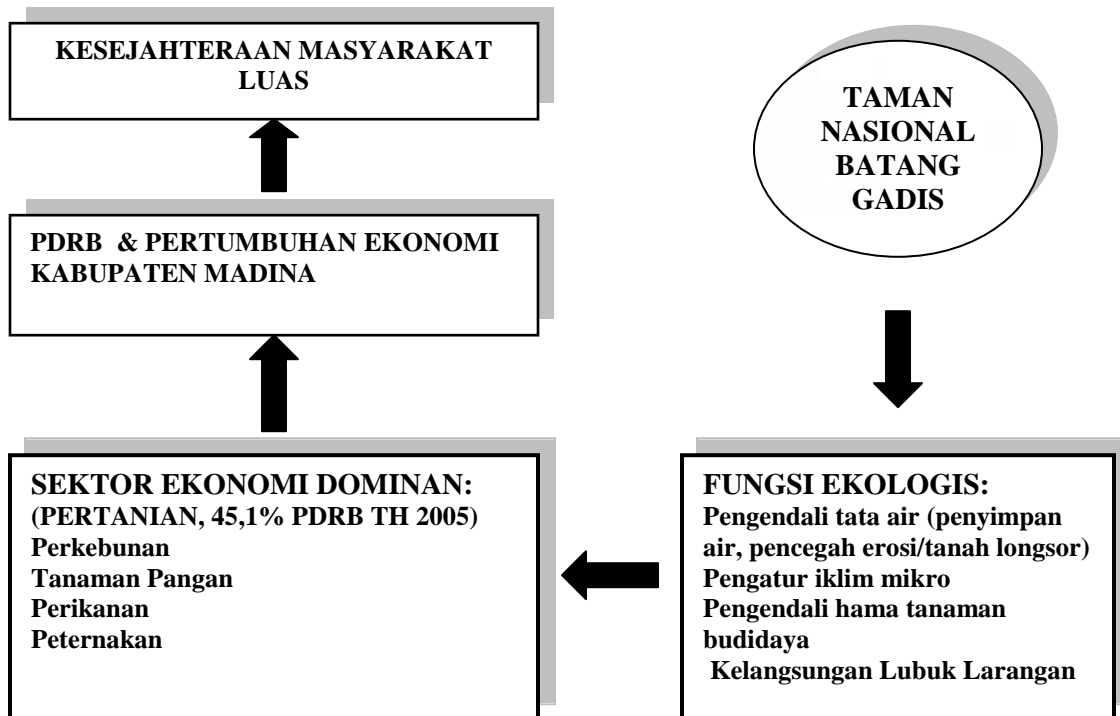 KESEJAHTERAAN MASYARAKAT
LUAS
TAMAN
NASIONAL
BATANG
GADIS
PDRB & PERTUMBUHAN EKONOMI
KABUPATEN MADINA
SEKTOR EKONOMI DOMINAN:
(PERTANIAN, 45,1% PDRB TH 2005)
Perkebunan
Tanaman Pangan
Perikanan
Peternakan
FUNGSI EKOLOGIS:
Pengendali tata air (penyimpan
air, pencegah erosi/tanah longsor)
Pengatur iklim mikro
Pengendali hama tanaman
budidaya
Kelangsungan Lubuk Larangan